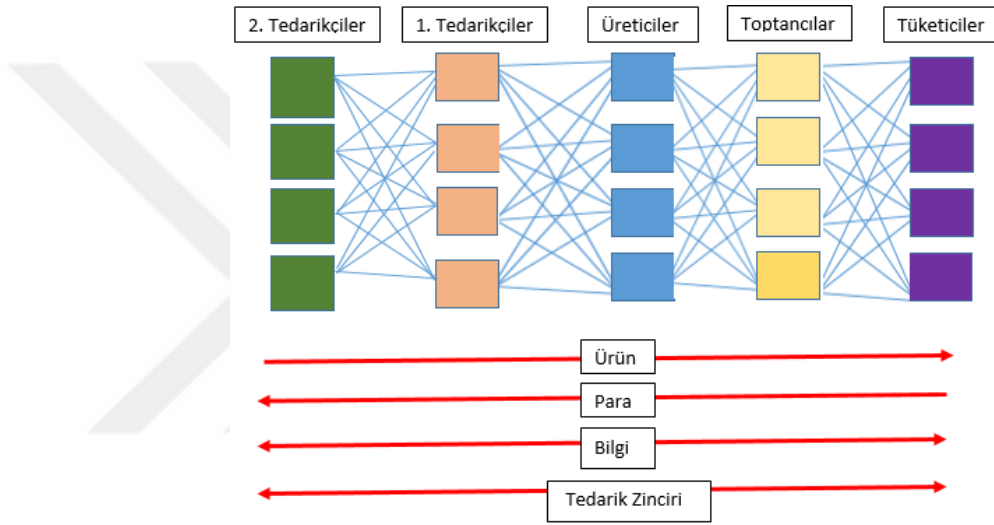 2. Tedarikçiler
1. Tedarikçiler
Üreticiler
Toptancılar
Tüketiciler
Ürün
Para
Bilgi
Tedarik Zinciri